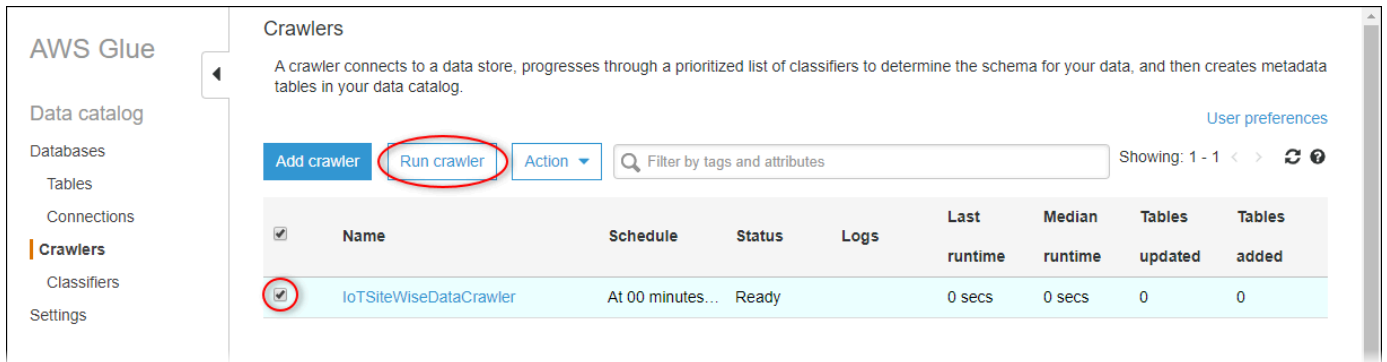 AWS Glue
Data catalog
Databases
Tables
Connections
Crawlers
Classifiers
Settings
Crawlers
A crawler connects to a data store, progresses through a prioritized list of classifiers to determine the schema for your data, and then creates metadata
tables in your data catalog.
User preferences
Add crawler Run crawler Action Filter by tags and attributes Showing: 1 - 1 < >
Name Schedule Status Logs Last runtime Median runtime Tables updated Tables added
IoTSiteWiseDataCrawler At 00 minutes... Ready 0 secs 0 secs 0 0